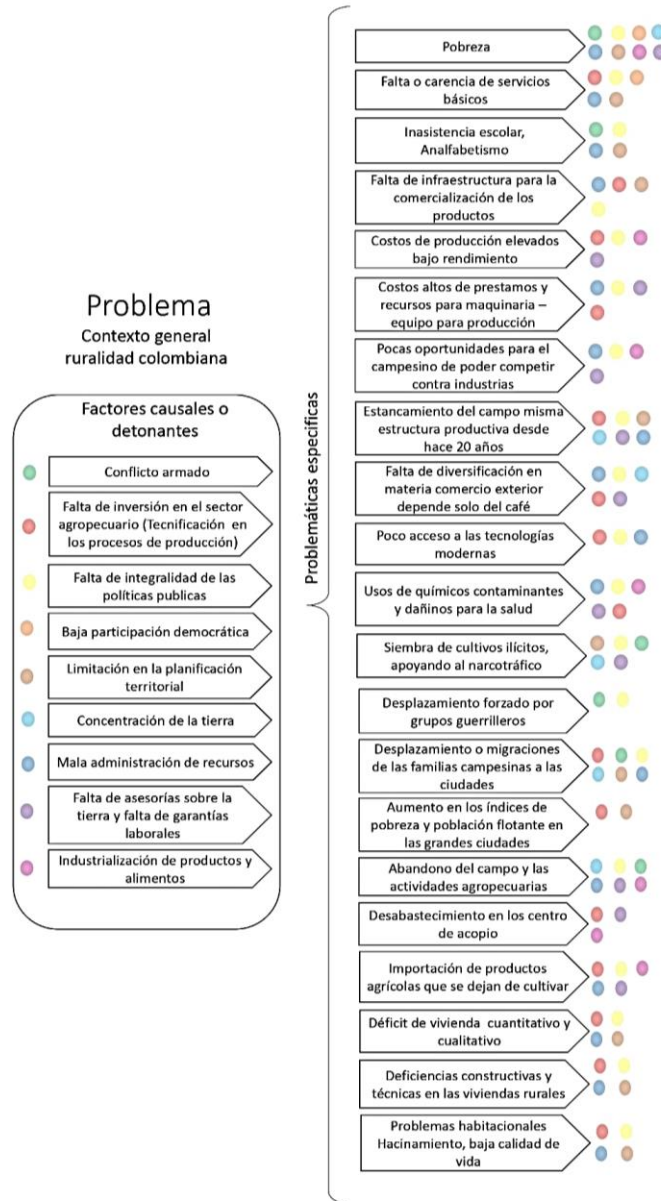 Problema
Contexto general
ruralidad colombiana
Factores causales o
detonantes
Conflicto armado
Falta de inversión en el sector
agropecuario (Tecnificación en
los procesos de producción)
Falta de integralidad de las
políticas publicas
Baja participación democrática
Limitación en la planificación
territorial
Concentración de la tierra
Mala administración de recursos
Falta de asesorías sobre la
tierra y falta de garantías
laborales
Industrialización de productos y
alimentos
Problemáticas especificas
Pobreza
Falta o carencia de servicios
básicos
Inasistencia escolar,
Analfabetismo
Falta de infraestructura para la
comercialización de los
productos
Costos de producción elevados
bajo rendimiento
Costos altos de prestamos y
recursos para maquinaria –
equipo para producción
Pocas oportunidades para el
campesino de poder competir
contra industrias
Estancamiento del campo misma
estructura productiva desde
hace 20 años
Falta de diversificación en
materia comercio exterior
depende solo del café
Poco acceso a las tecnologías
modernas
Usos de químicos contaminantes
y dañinos para la salud
Siembra de cultivos ilícitos,
apoyando al narcotráfico
Desplazamiento forzado por
grupos guerrilleros
Desplazamiento o migraciones
de las familias campesinas a las
ciudades
Aumento en los índices de
pobreza y población flotante en
las grandes ciudades
Abandono del campo y las
actividades agropecuarias
Desabastecimiento en los centro
de acopio
Importación de productos
agrícolas que se dejan de cultivar
Déficit de vivienda cuantitativo y
cualitativo
Deficiencias constructivas y
técnicas en las viviendas rurales
Problemas habitacionales
Hacinamiento, baja calidad de
vida